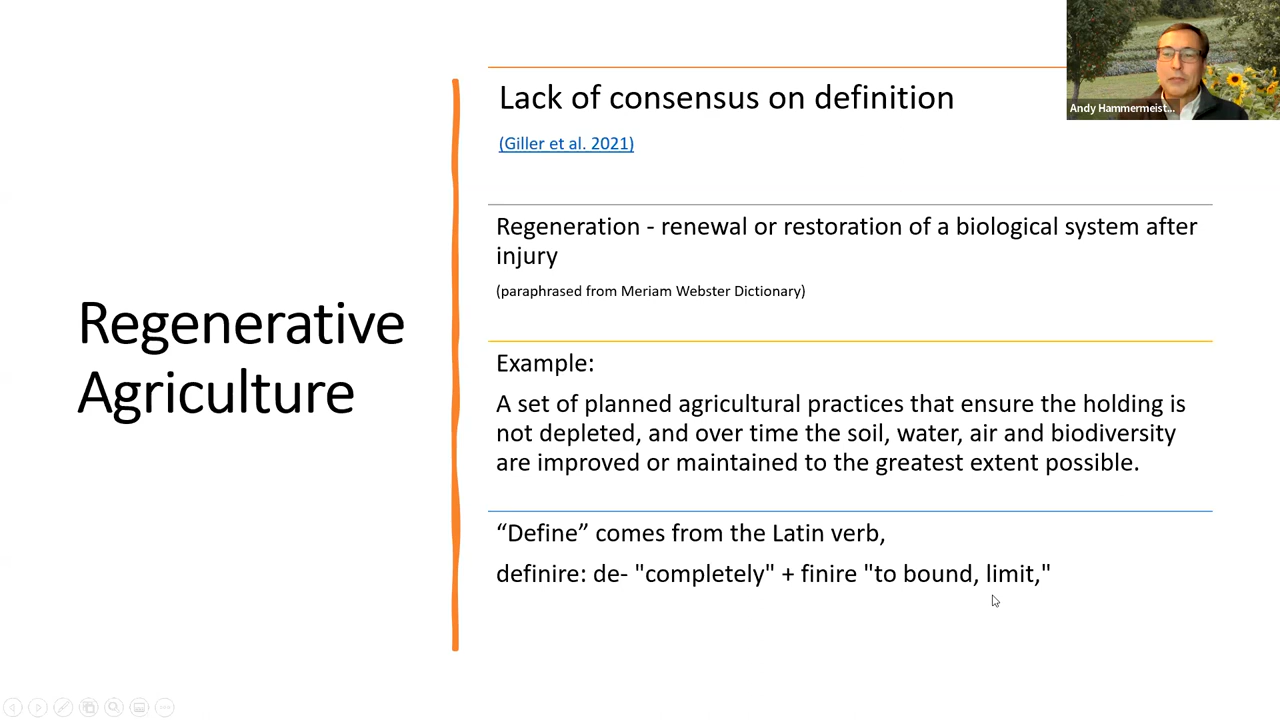 Regenerative
Agriculture
Lack of consensus on definition
(Giller et al. 2021)
Regeneration - renewal or restoration of a biological system after
injury
(paraphrased from Meriam Webster Dictionary)
Example:
A set of planned agricultural practices that ensure the holding is
not depleted, and over time the soil, water, air and biodiversity
are improved or maintained to the greatest extent possible.
“Define” comes from the Latin verb,
definire: de- "completely" + finire "to bound, limit,"
Andy Hammermeist...